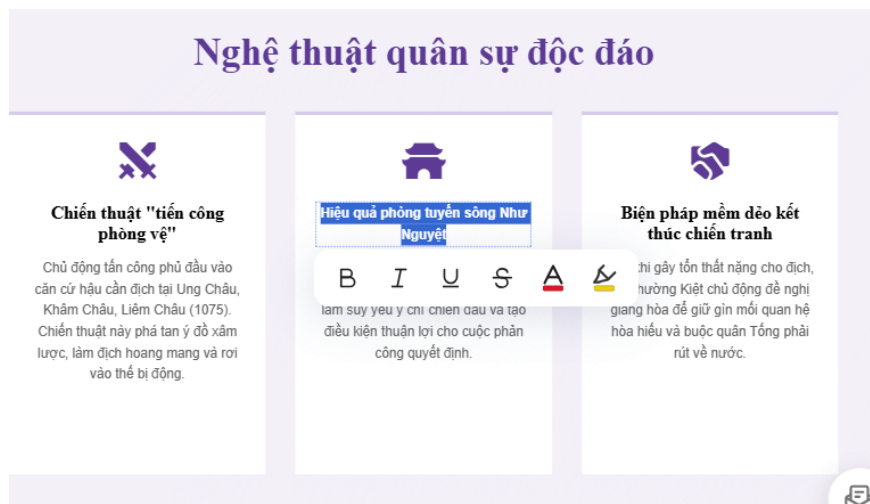 Nghệ thuật quân sự độc đáo
Chiến thuật "tiến công
phòng vệ"
Chủ động tấn công phủ đầu vào
căn cứ hậu cần địch tại Ung Châu,
Khâm Châu, Liêm Châu (1075).
Chiến thuật này phá tan ý đồ xâm
lược, làm địch hoang mang và rơi
vào thế bị động.
Hiệu quả phòng tuyến sông Như
Nguyệt
B I U S A
làm suy yếu ý chí chiến đấu và tạo
điều kiện thuận lợi cho cuộc phản
công quyết định.
Biện pháp mềm dẻo kết
thúc chiến tranh
khi gây tổn thất nặng cho địch,
Thường Kiệt chủ động đề nghị
giảng hòa để giữ gìn mối quan hệ
hòa hiếu và buộc quân Tống phải
rút về nước.